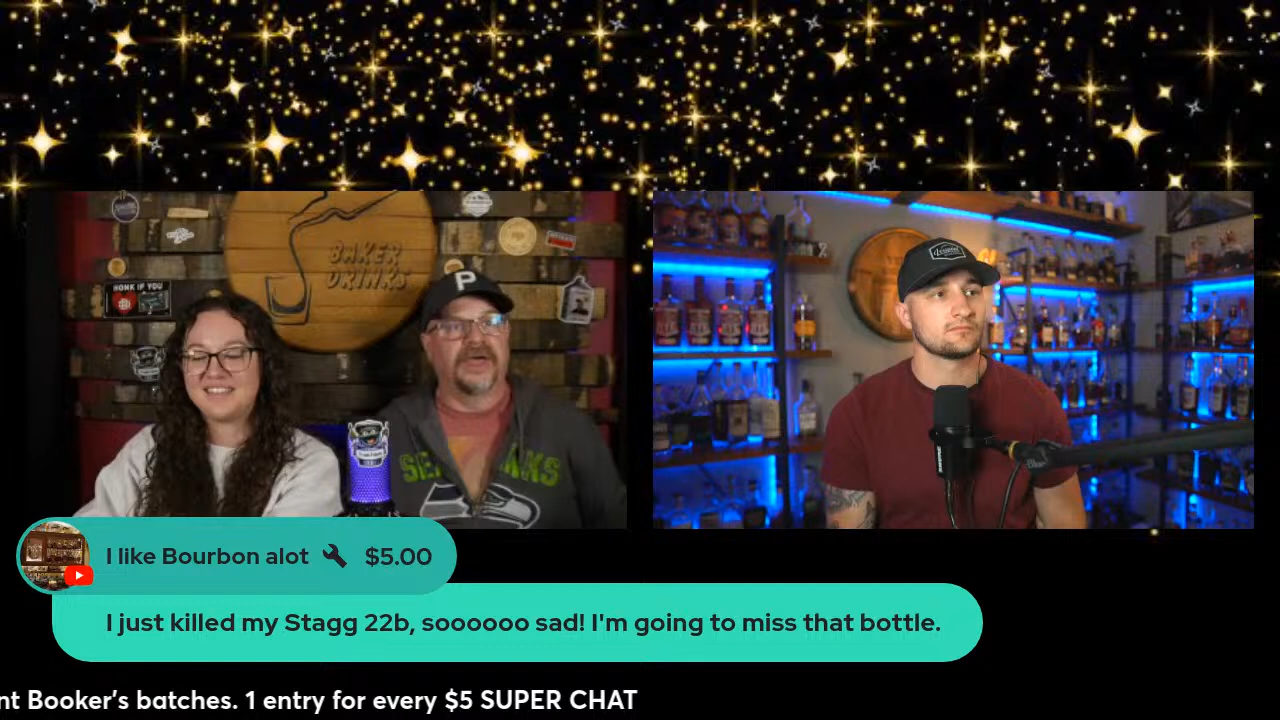 BAKER
DRINKS
HONK IF YOU
P
SEAHAWKS
I like Bourbon alot $5.00
I just killed my Stagg 22b, soooooo sad! I'm going to miss that bottle.
nt Booker's batches. 1 entry for every $5 SUPER CHAT